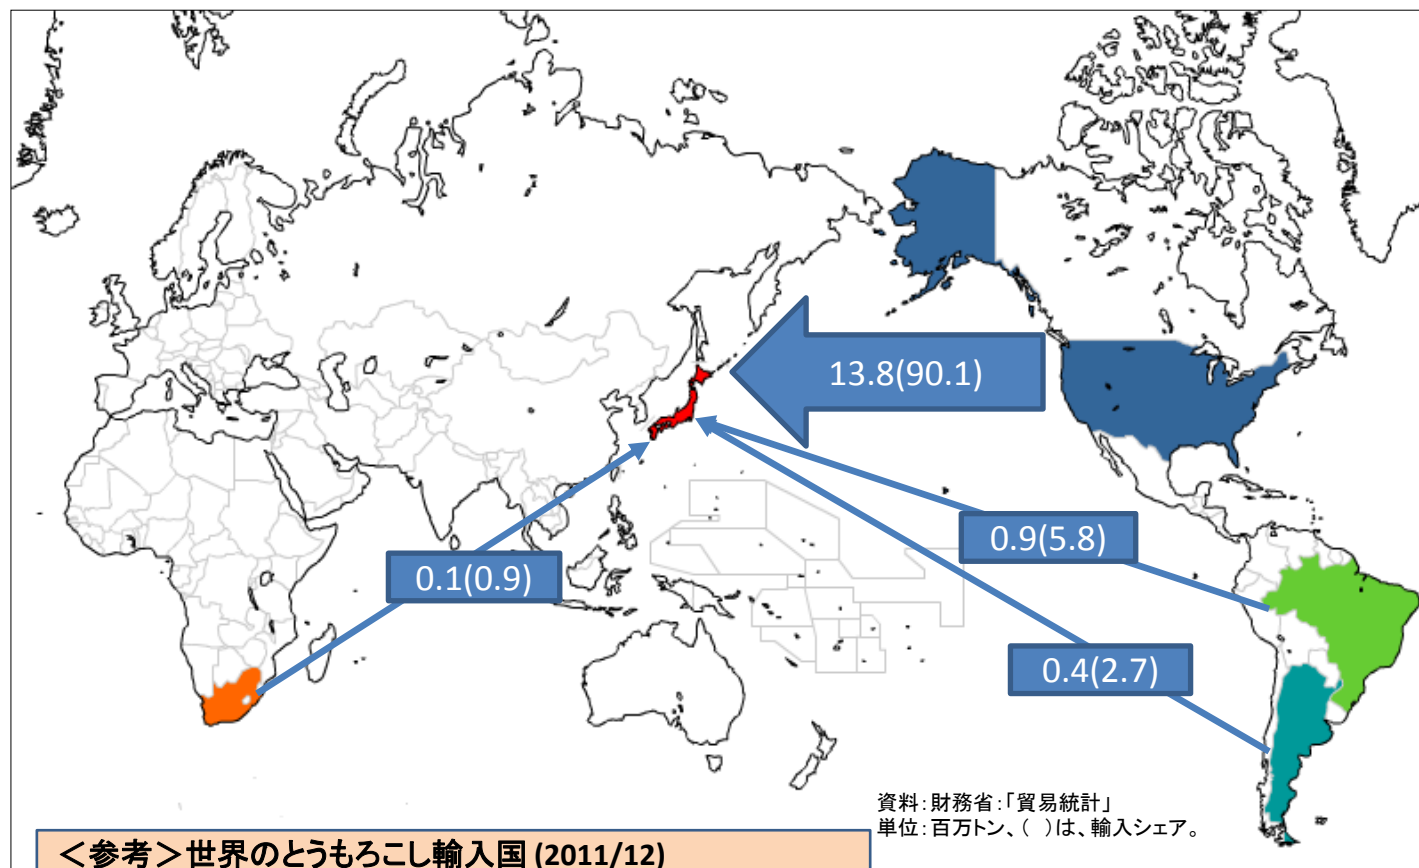 13.8(90.1)
0.9(5.8)
0.1(0.9)
0.4(2.7)
資料：財務省：「貿易統計」
単位：百万トン、（ ）は、輸入シェア。
＜参考＞世界のとうもろこし輸入国 (2011/12)